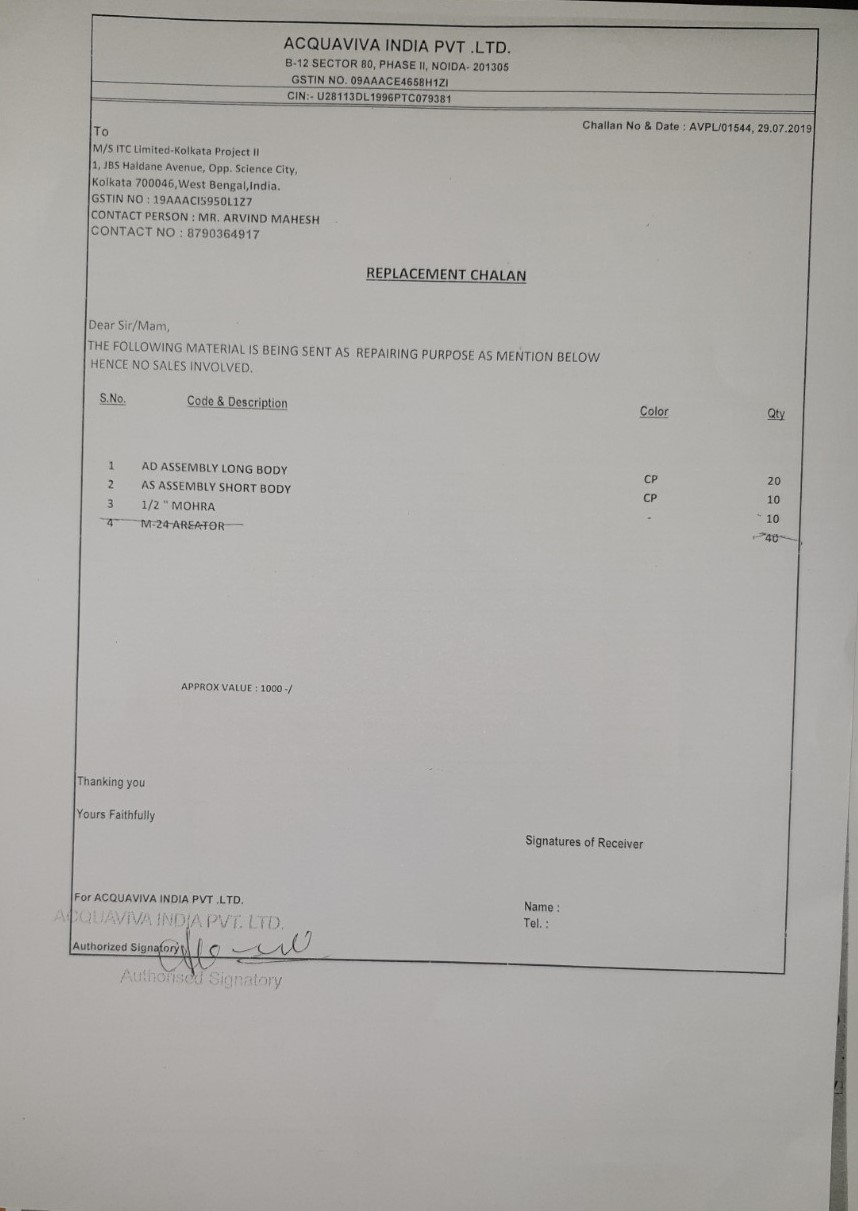 ACQUAVIVA INDIA PVT .LTD.
B-12 SECTOR 80, PHASE II, NOIDA- 201305
GSTIN NO. 09AAACE4658H1ZI
CIN:- U28113DL1996PTC079381
Challan No & Date : AVPL/01544, 29.07.2019
To
M/S ITC Limited-Kolkata Project II
1, JBS Haldane Avenue, Opp. Science City,
Kolkata 700046,West Bengal,India.
GSTIN NO : 19AAACI5950L1Z7
CONTACT PERSON : MR. ARVIND MAHESH
CONTACT NO : 8790364917
REPLACEMENT CHALAN
Dear Sir/Mam,
THE FOLLOWING MATERIAL IS BEING SENT AS REPAIRING PURPOSE AS MENTION BELOW
HENCE NO SALES INVOLVED.
S.No. Code & Description Color Qty
1 AD ASSEMBLY LONG BODY CP 20
2 AS ASSEMBLY SHORT BODY CP 10
3 1/2 " MOHRA - 10
4 M-24 AREATOR 40
APPROX VALUE : 1000 -/
Thanking you
Yours Faithfully
Signatures of Receiver
For ACQUAVIVA INDIA PVT .LTD.
ACQUAVIVA INDIA PVT. LTD.
Name :
Tel. :
Authorized Signatory
Authorised Signatory